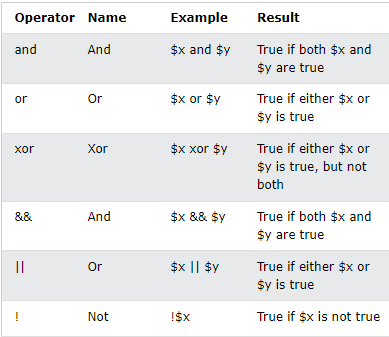 Operator Name Example Result
and And $x and $y True if both $x and
$y are true
or Or $x or $y True if either $x or
$y is true
xor Xor $x xor $y True if either $x or
$y is true, but not
both
&& And $x && $y True if both $x and
$y are true
|| Or $x || $y True if either $x or
$y is true
! Not !$x True if $x is not true